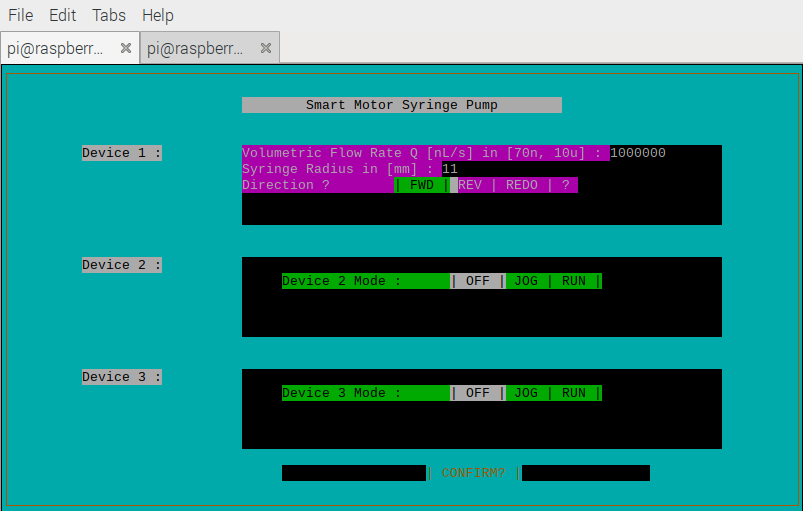 File Edit Tabs Help
pi@raspberr... pi@raspberr...
Smart Motor Syringe Pump
Device 1 :
Volumetric Flow Rate Q [nL/s] in [70n, 10u] : 1000000
Syringe Radius in [mm] : 11
Direction ? | FWD | REV | REDO | ?
Device 2 :
Device 2 Mode : | OFF | JOG | RUN |
Device 3 :
Device 3 Mode : | OFF | JOG | RUN |
| CONFIRM? |